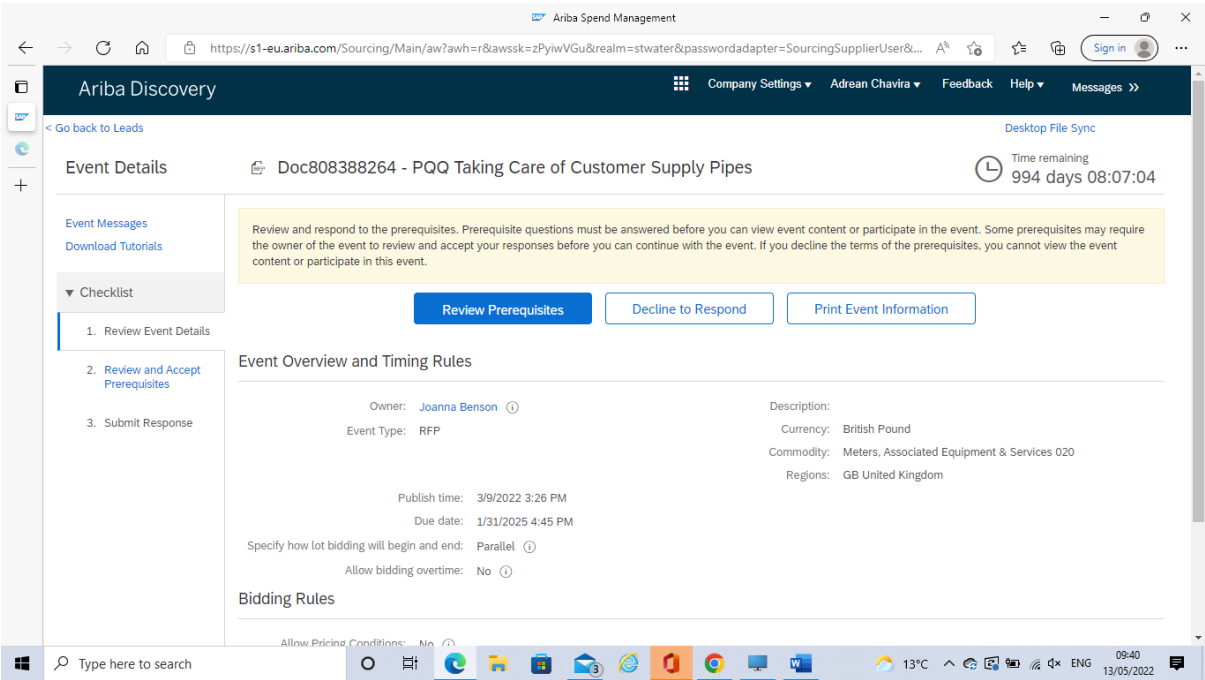 SAP Ariba Spend Management
https://s1-eu.ariba.com/Sourcing/Main/aw?awh=r&awssk=zPyiwVGu&realm=stwater&passwordadapter=SourcingSupplierUser&... A Sign in
Ariba Discovery Company Settings Adrean Chavira Feedback Help Messages
SAP
< Go back to Leads Desktop File Sync
Event Details RFP Doc808388264 - PQQ Taking Care of Customer Supply Pipes
Time remaining
994 days 08:07:04
Event Messages
Download Tutorials
Review and respond to the prerequisites. Prerequisite questions must be answered before you can view event content or participate in the event. Some prerequisites may require
the owner of the event to review and accept your responses before you can continue with the event. If you decline the terms of the prerequisites, you cannot view the event
content or participate in this event.
Checklist
1. Review Event Details
2. Review and Accept
Prerequisites
3. Submit Response
Review Prerequisites Decline to Respond Print Event Information
Event Overview and Timing Rules
Owner: Joanna Benson Description:
Event Type: RFP Currency: British Pound
Commodity: Meters, Associated Equipment & Services 020
Regions: GB United Kingdom
Publish time: 3/9/2022 3:26 PM
Due date: 1/31/2025 4:45 PM
Specify how lot bidding will begin and end: Parallel
Allow bidding overtime: No
Bidding Rules
Allow Pricing Conditions: No
Type here to search 3 13°C ENG 09:40
13/05/2022